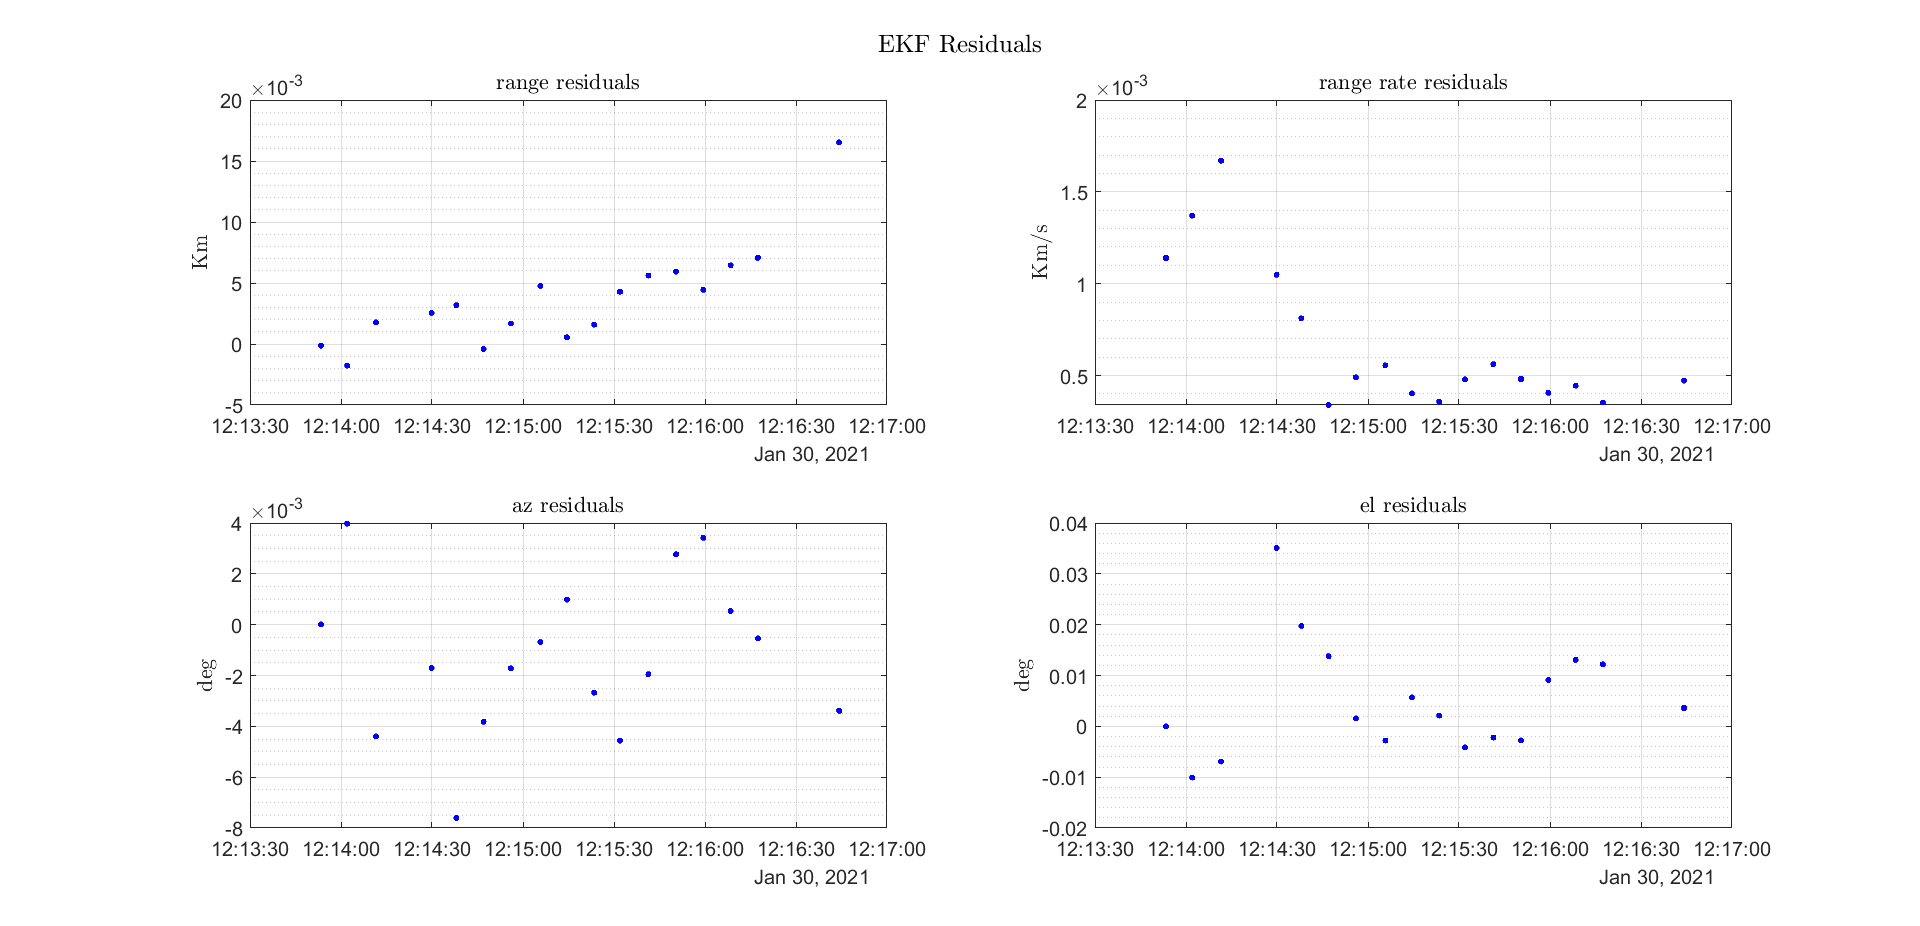 EKF Residuals
range residuals
×10-3
20
15
10
5
0
-5
Km
12:13:30 12:14:00 12:14:30 12:15:00 12:15:30 12:16:00 12:16:30 12:17:00
Jan 30, 2021
range rate residuals
×10-3
2
1.5
1
0.5
Km/s
12:13:30 12:14:00 12:14:30 12:15:00 12:15:30 12:16:00 12:16:30 12:17:00
Jan 30, 2021
az residuals
×10-3
4
2
0
-2
-4
-6
-8
deg
12:13:30 12:14:00 12:14:30 12:15:00 12:15:30 12:16:00 12:16:30 12:17:00
Jan 30, 2021
el residuals
0.04
0.03
0.02
0.01
0
-0.01
-0.02
deg
12:13:30 12:14:00 12:14:30 12:15:00 12:15:30 12:16:00 12:16:30 12:17:00
Jan 30, 2021